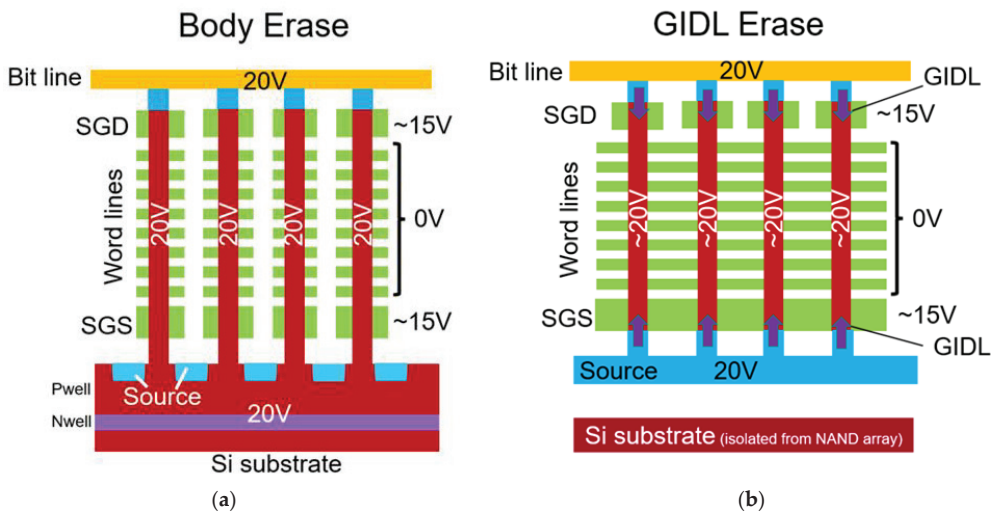 Body Erase
Bit line
20V
SGD
~15V
Word lines
20V
20V
20V
20V
0V
SGS
~15V
Source
Pwell
Nwell
20V
Si substrate
(a)
GIDL Erase
Bit line
20V
GIDL
SGD
~15V
Word lines
~20V
~20V
~20V
~20V
0V
SGS
~15V
GIDL
Source
20V
Si substrate (isolated from NAND array)
(b)